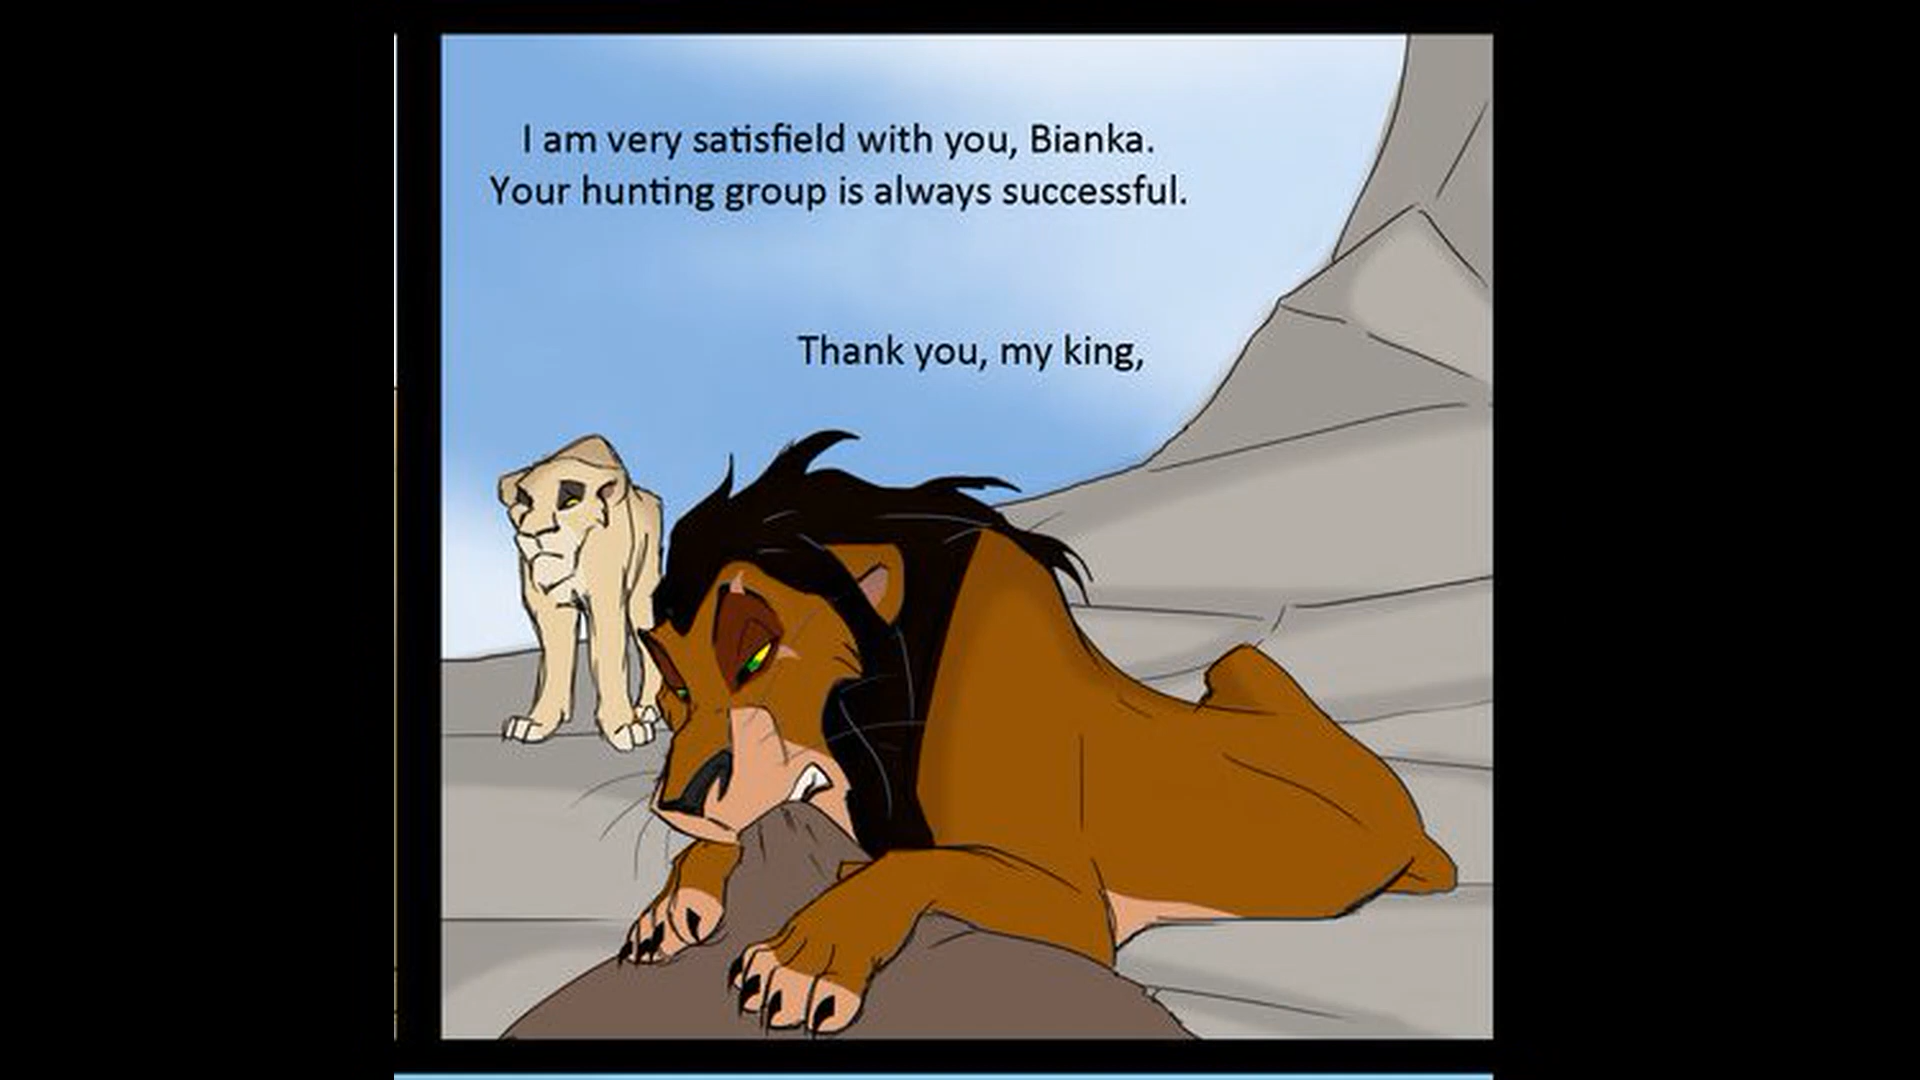 I am very satisfield with you, Bianka.
Your hunting group is always successful.
Thank you, my king,